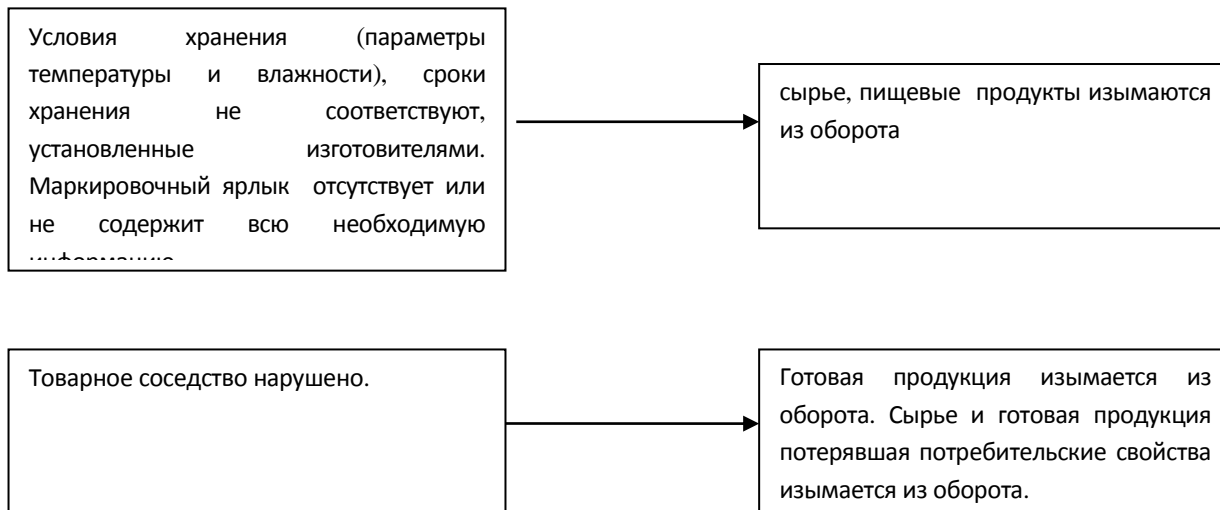 Условия хранения (параметры
температуры и влажности), сроки
хранения не соответствуют,
установленные изготовителями.
Маркировочный ярлык отсутствует или
не содержит всю необходимую
информацию
сырье, пищевые продукты изымаются
из оборота
Товарное соседство нарушено.
Готовая продукция изымается из
оборота. Сырье и готовая продукция
потерявшая потребительские свойства
изымается из оборота.